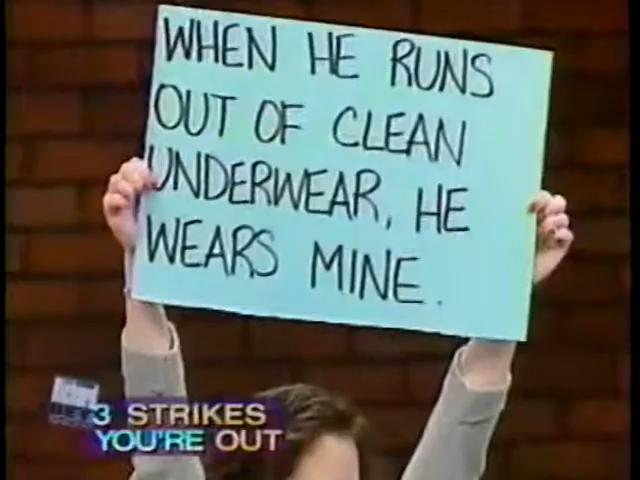 WHEN HE RUNS
OUT OF CLEAN
UNDERWEAR, HE
WEARS MINE.
3 STRIKES
YOU'RE OUT